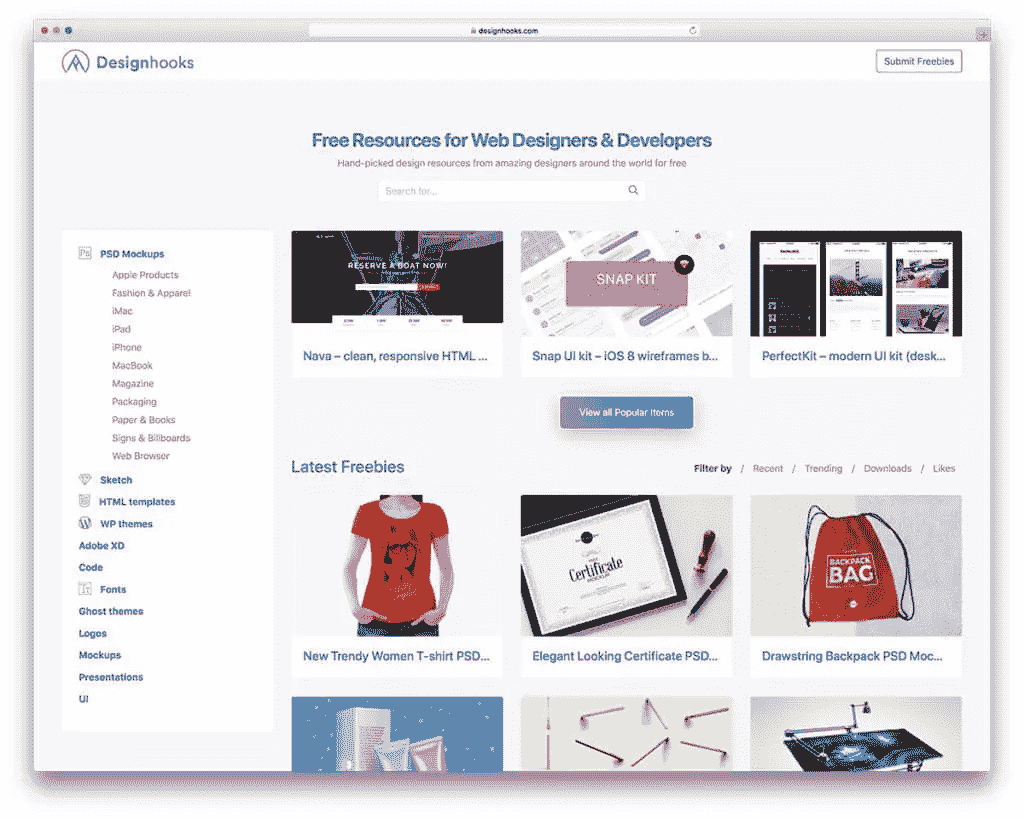 designhooks.com
Designhooks
Submit Freebies
Free Resources for Web Designers & Developers
Hand-picked design resources from amazing designers around the world for free
Search for...
Ps PSD Mockups
Apple Products
Fashion & Apparel
iMac
iPad
iPhone
MacBook
Magazine
Packaging
Paper & Books
Signs & Billboards
Web Browser
Sketch
HTML templates
WP themes
Adobe XD
Code
Fonts
Ghost themes
Logos
Mockups
Presentations
UI
RESERVE A BOAT NOW!
Nava – clean, responsive HTML ...
SNAP KIT
Snap UI kit – iOS 8 wireframes b...
PerfectKit – modern UI kit (desk...
View all Popular Items
Latest Freebies
Filter by / Recent / Trending / Downloads / Likes
New Trendy Women T-shirt PSD...
Certificate
Elegant Looking Certificate PSD...
BACKPACK
BAG
Drawstring Backpack PSD Moc...